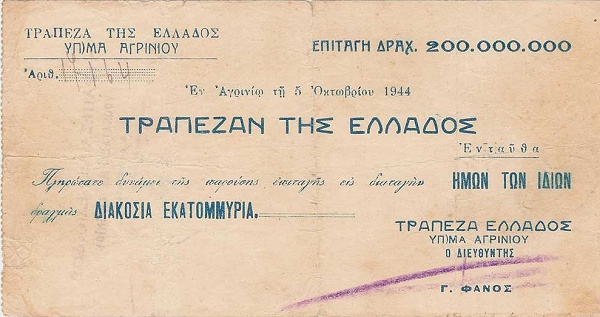 ΤΡΑΠΕΖΑ ΤΗΣ ΕΛΛΑΔΟΣ
ΥΠ)ΜΑ ΑΓΡΙΝΙΟΥ
Ἀριθ.
ΕΠΙΤΑΓΗ ΔΡΑΧ. 200.000.000
Ἐν Ἀγρινίῳ τῇ 5 Ὀκτωβρίου 1944
ΤΡΑΠΕΖΑΝ ΤΗΣ ΕΛΛΑΔΟΣ
Ἐνταῦθα
Πληρώσατε δυνάμει τῆς παρούσης ἐπιταγῆς εἰς διαταγὴν ΗΜΩΝ ΤΩΝ ΙΔΙΩΝ
δραχμὰς ΔΙΑΚΟΣΙΑ ΕΚΑΤΟΜΜΥΡΙΑ.
ΤΡΑΠΕΖΑ ΕΛΛΑΔΟΣ
ΥΠ)ΜΑ ΑΓΡΙΝΙΟΥ
Ο ΔΙΕΥΘΥΝΤΗΣ
Γ. ΦΑΝΟΣ